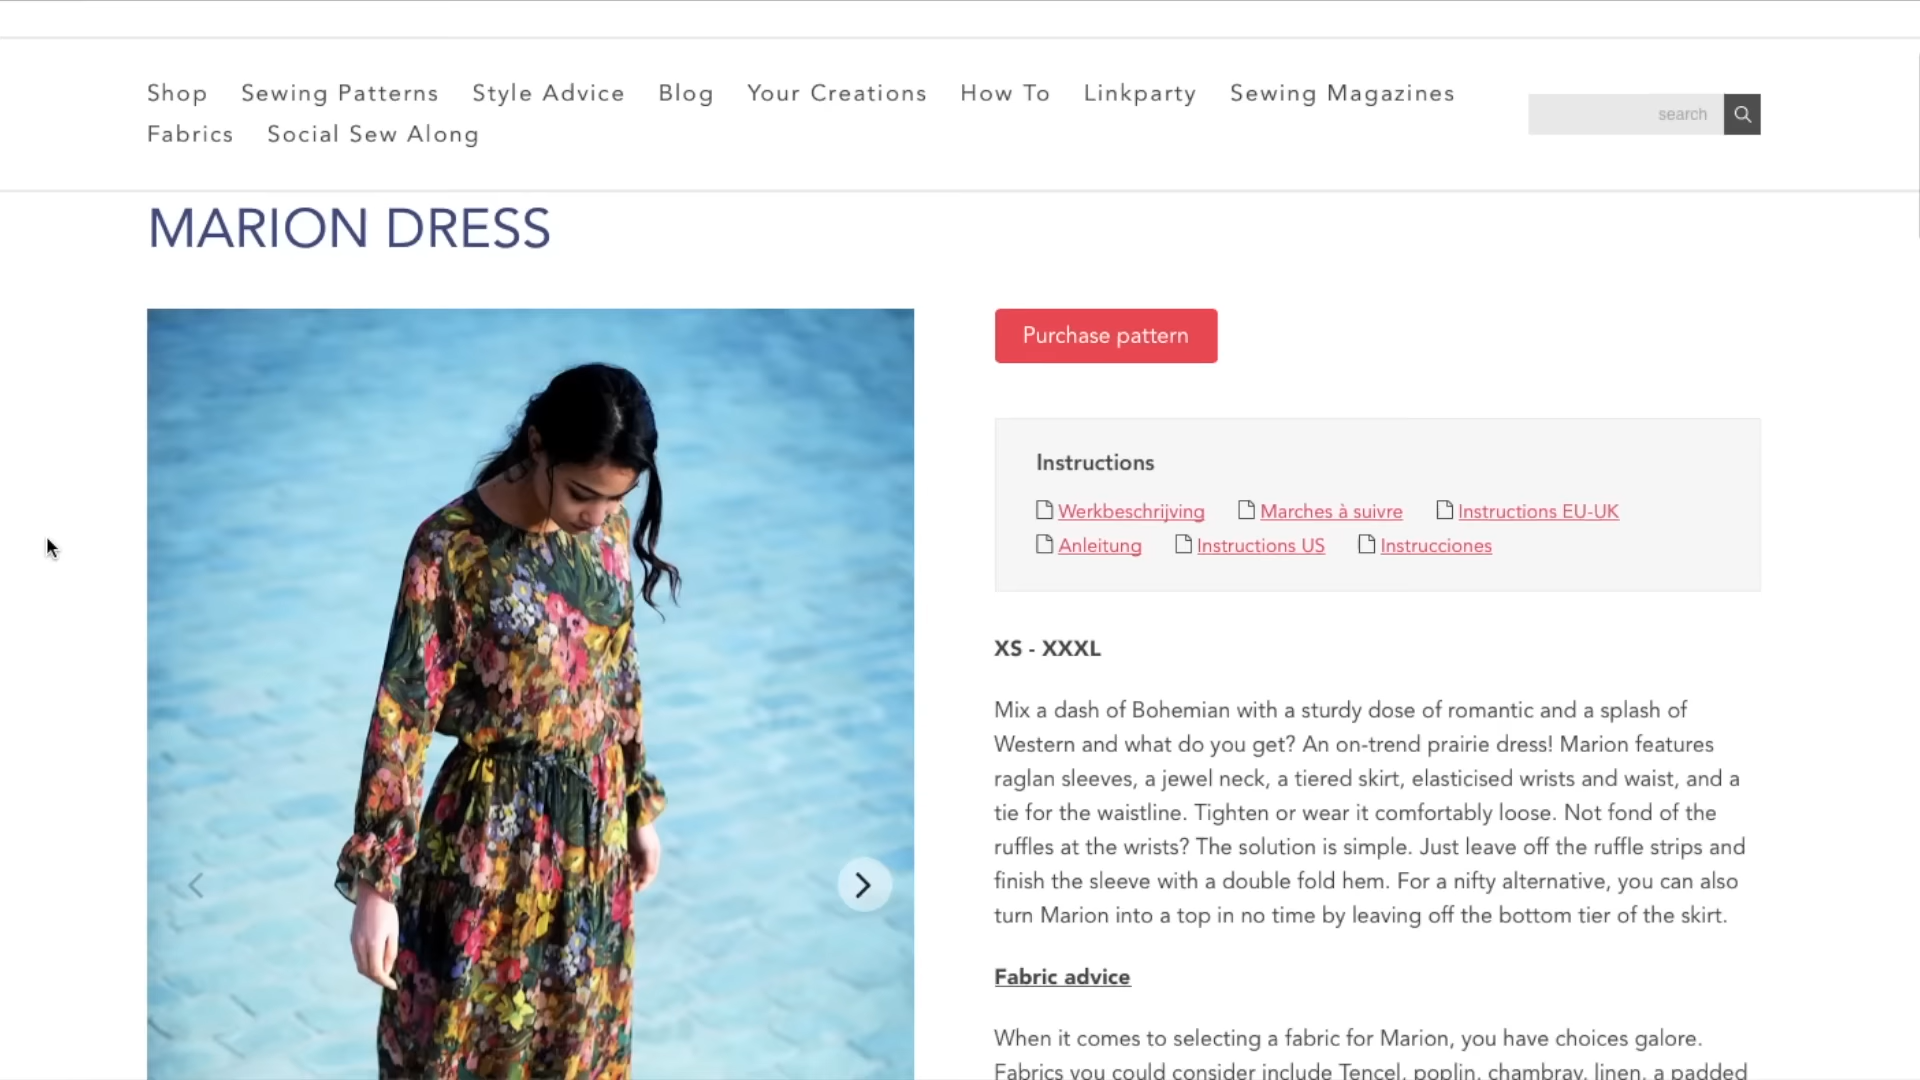 Shop Sewing Patterns Style Advice Blog Your Creations How To Linkparty Sewing Magazines
Fabrics Social Sew Along
search
MARION DRESS
Purchase pattern
Instructions
Werkbeschrijving Marches à suivre Instructions EU-UK
Anleitung Instructions US Instrucciones
XS - XXXL
Mix a dash of Bohemian with a sturdy dose of romantic and a splash of
Western and what do you get? An on-trend prairie dress! Marion features
raglan sleeves, a jewel neck, a tiered skirt, elasticised wrists and waist, and a
tie for the waistline. Tighten or wear it comfortably loose. Not fond of the
ruffles at the wrists? The solution is simple. Just leave off the ruffle strips and
finish the sleeve with a double fold hem. For a nifty alternative, you can also
turn Marion into a top in no time by leaving off the bottom tier of the skirt.
Fabric advice
When it comes to selecting a fabric for Marion, you have choices galore.
Fabrics you could consider include Tencel, poplin, chambray, linen, a padded